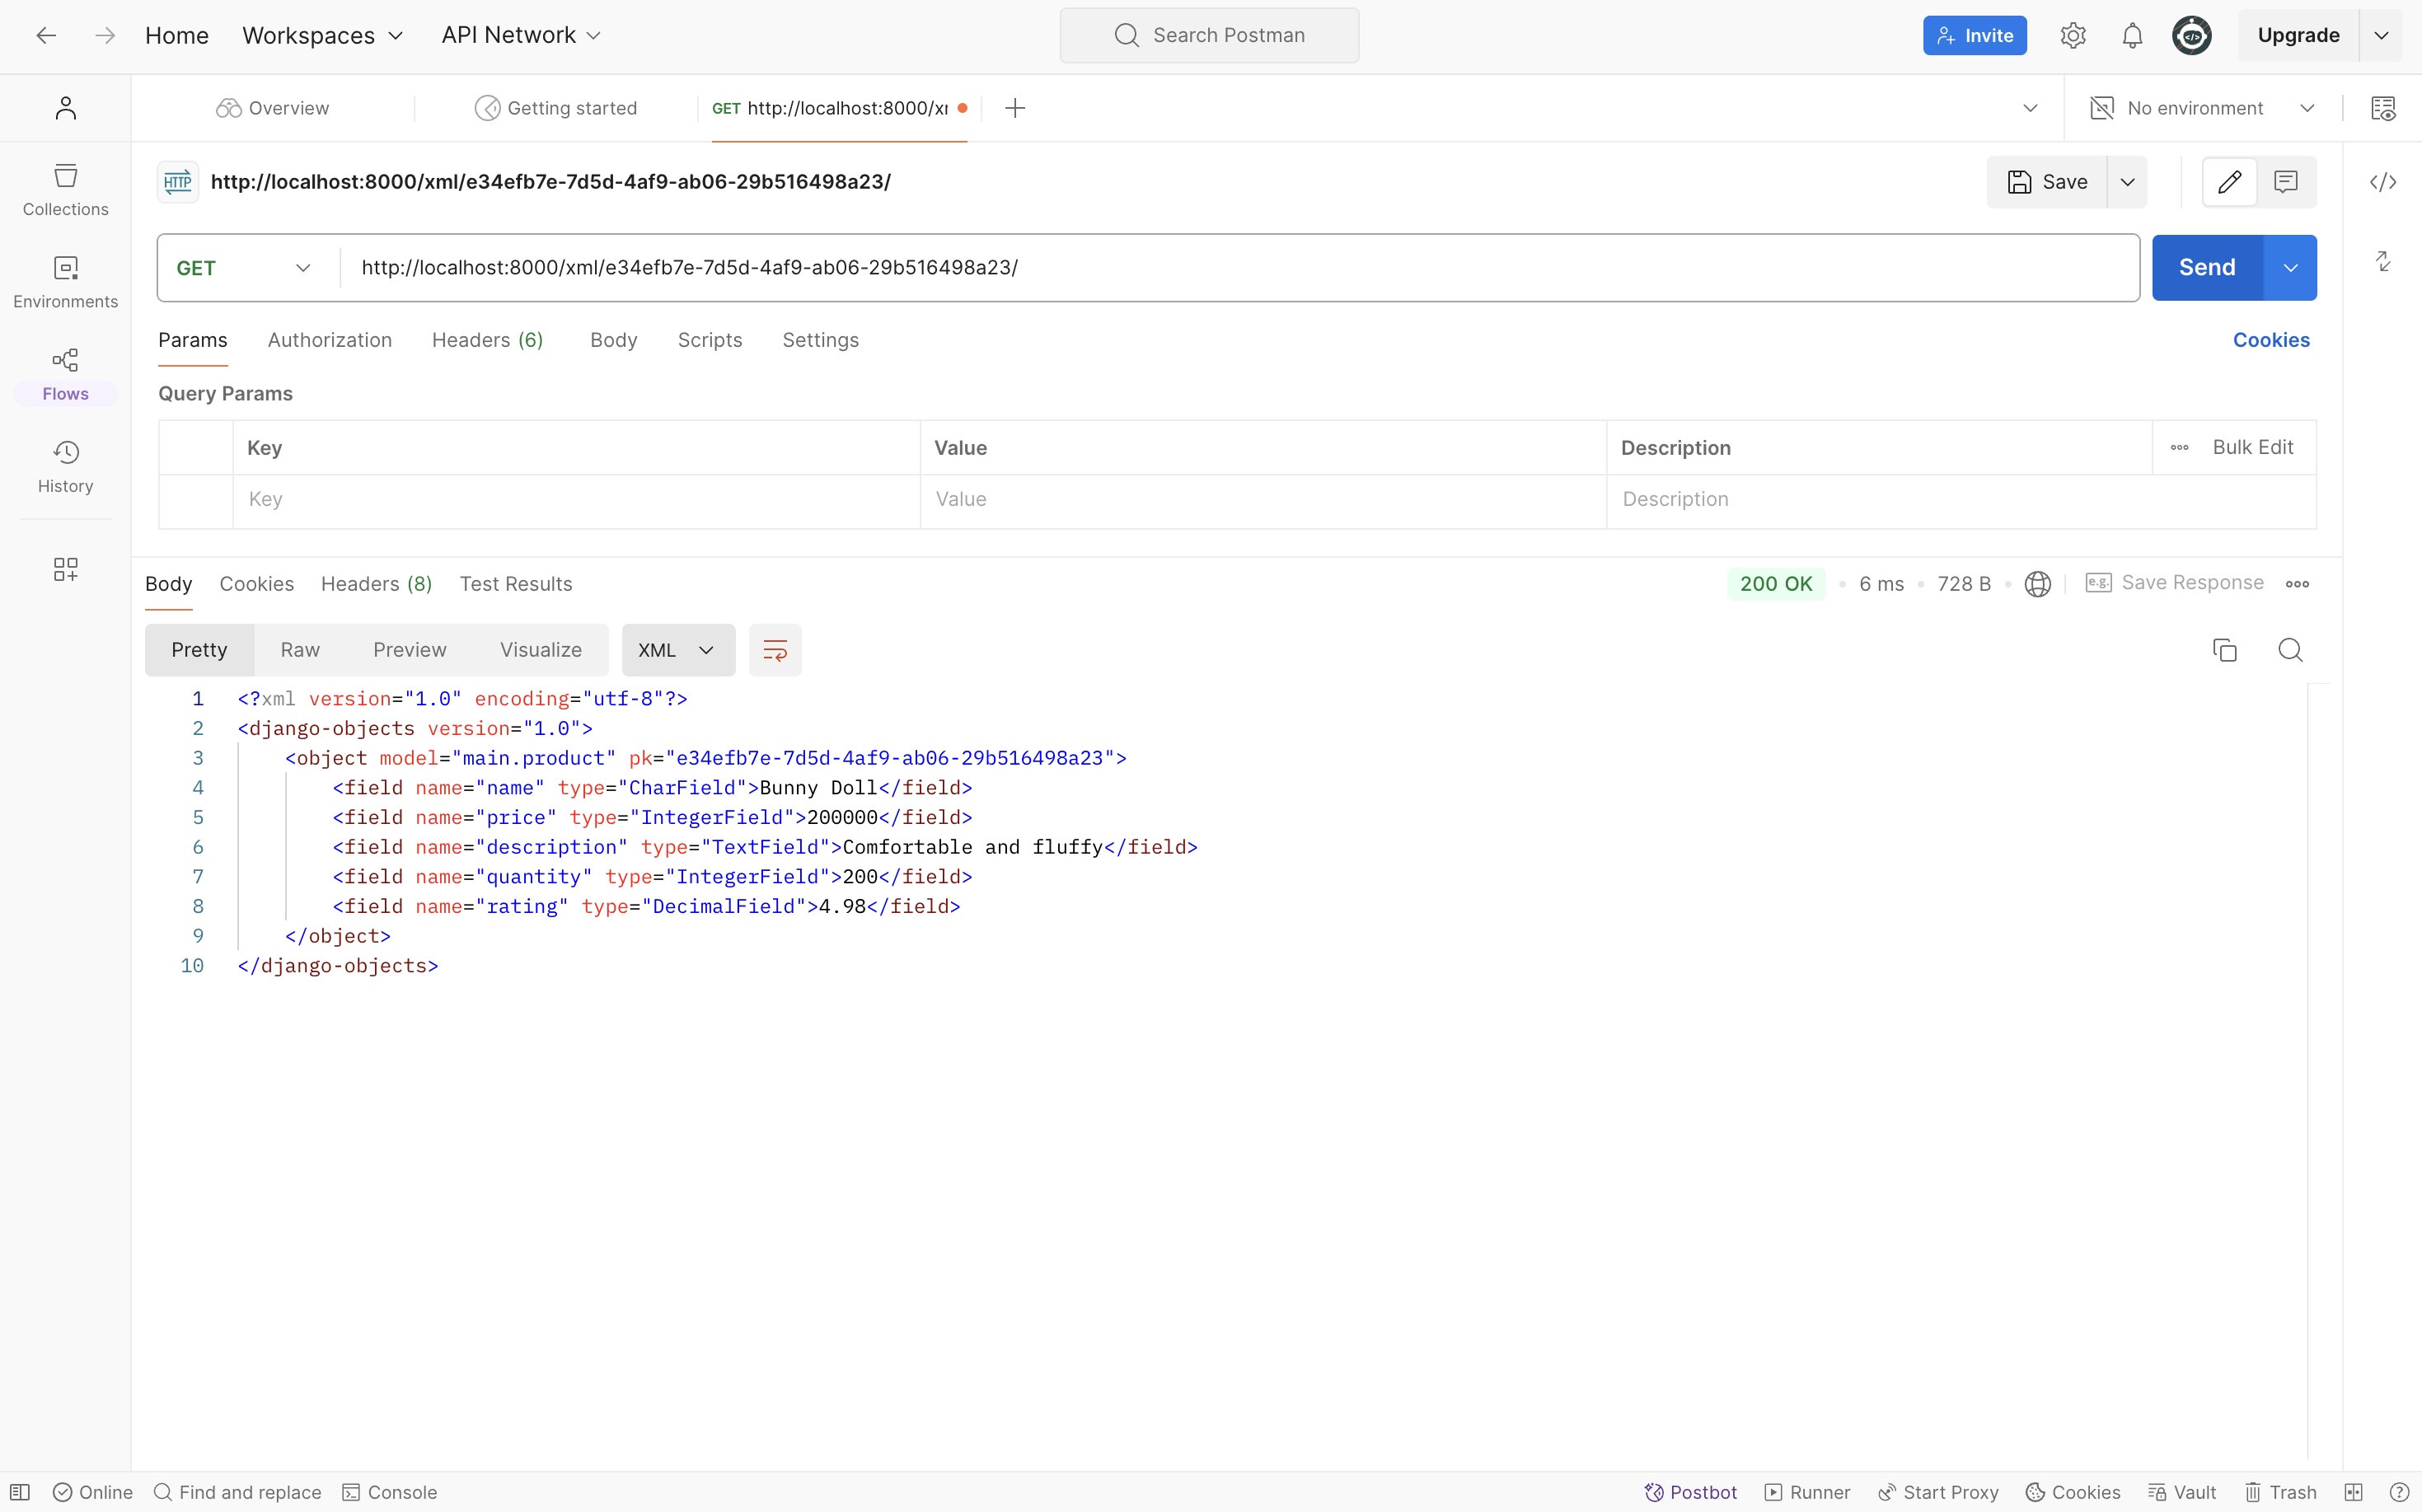 Home Workspaces API Network Search Postman Invite Upgrade
Overview Getting started GET http://localhost:8000/xr No environment
HTTP http://localhost:8000/xml/e34efb7e-7d5d-4af9-ab06-29b516498a23/ Save
Collections
GET http://localhost:8000/xml/e34efb7e-7d5d-4af9-ab06-29b516498a23/ Send
Environments
Params Authorization Headers (6) Body Scripts Settings Cookies
Flows
Query Params
Key Value Description Bulk Edit
History
Key Value Description
Body Cookies Headers (8) Test Results 200 OK 6 ms 728 B e.g. Save Response
Pretty Raw Preview Visualize XML
1 <?xml version="1.0" encoding="utf-8"?>
2 <django-objects version="1.0">
3 <object model="main.product" pk="e34efb7e-7d5d-4af9-ab06-29b516498a23">
4 <field name="name" type="CharField">Bunny Doll</field>
5 <field name="price" type="IntegerField">200000</field>
6 <field name="description" type="TextField">Comfortable and fluffy</field>
7 <field name="quantity" type="IntegerField">200</field>
8 <field name="rating" type="DecimalField">4.98</field>
9 </object>
10 </django-objects>
Online Find and replace Console Postbot Runner Start Proxy Cookies Vault Trash